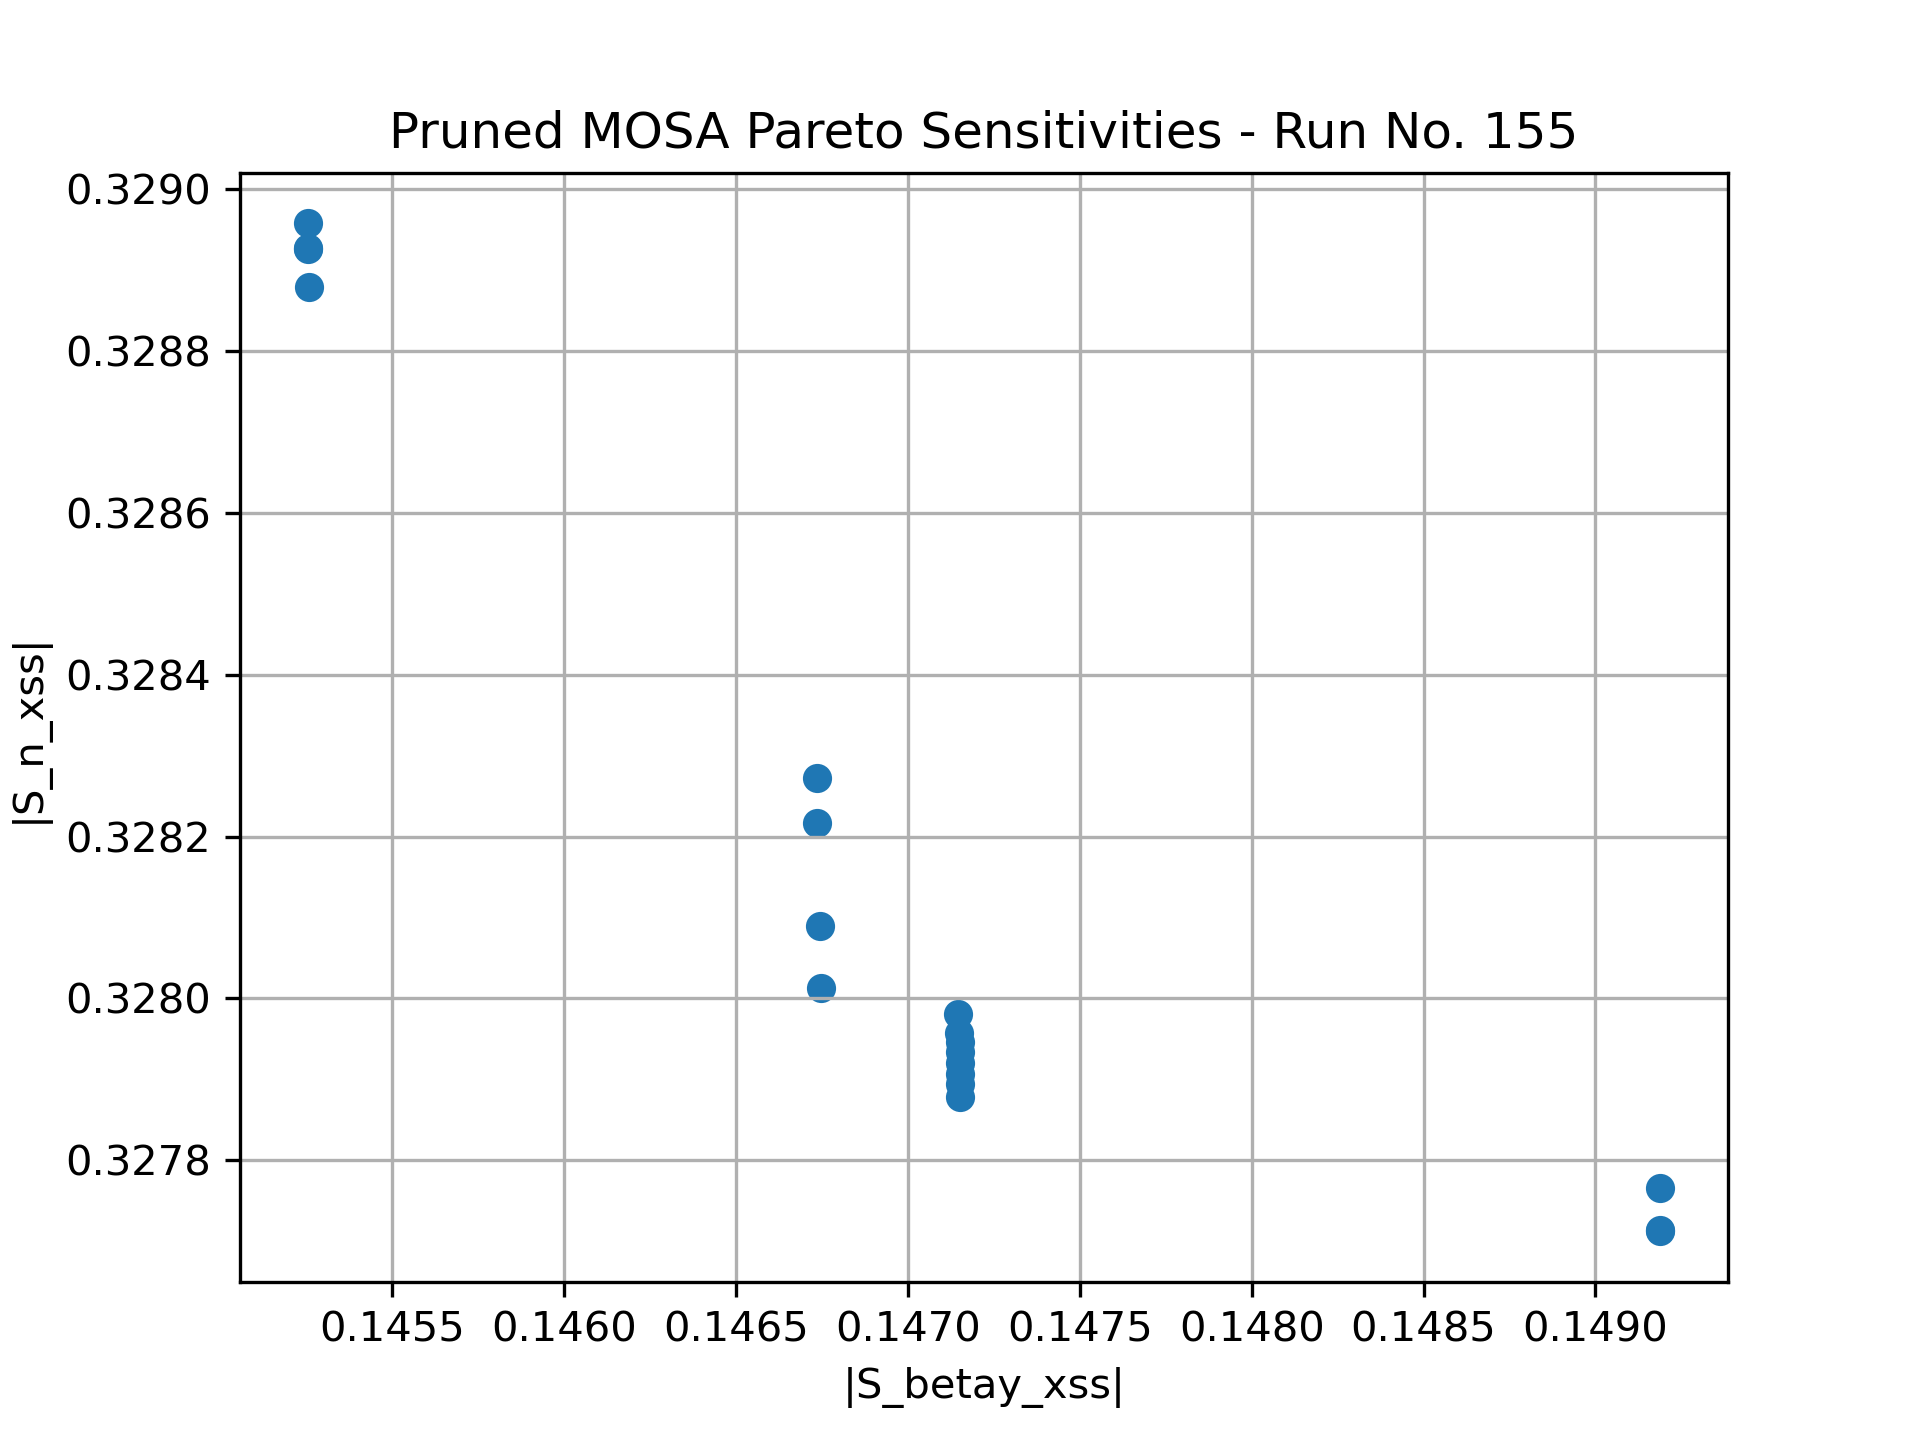 Pruned MOSA Pareto Sensitivities - Run No. 155
0.3290
0.3288
0.3286
0.3284
0.3282
0.3280
0.3278
|S_n_xss|
0.1455 0.1460 0.1465 0.1470 0.1475 0.1480 0.1485 0.1490
|S_betay_xss|